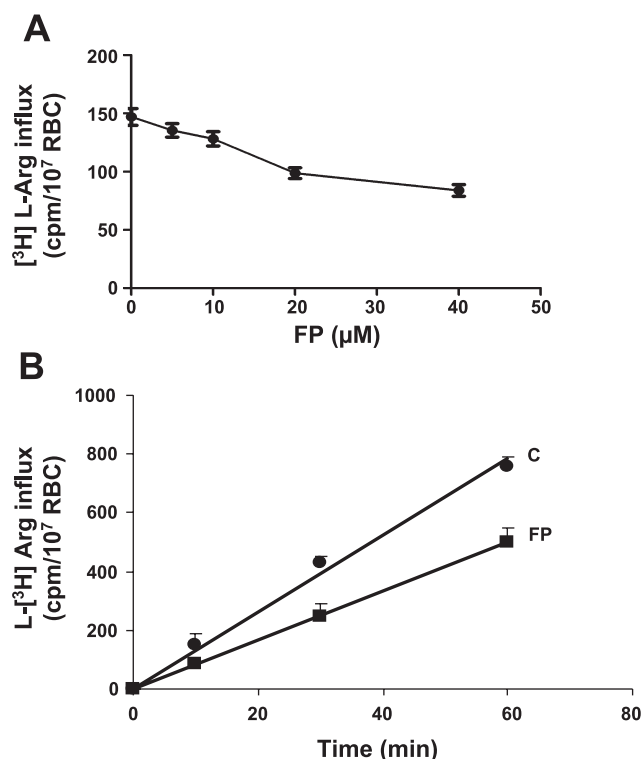 A
200
150
100
50
0
[³H] L-Arg influx
(cpm/10⁷ RBC)
0 10 20 30 40 50
FP (µM)
B
1000
800
600
400
200
0
L-[³H] Arg influx
(cpm/10⁷ RBC)
C
FP
0 20 40 60 80
Time (min)